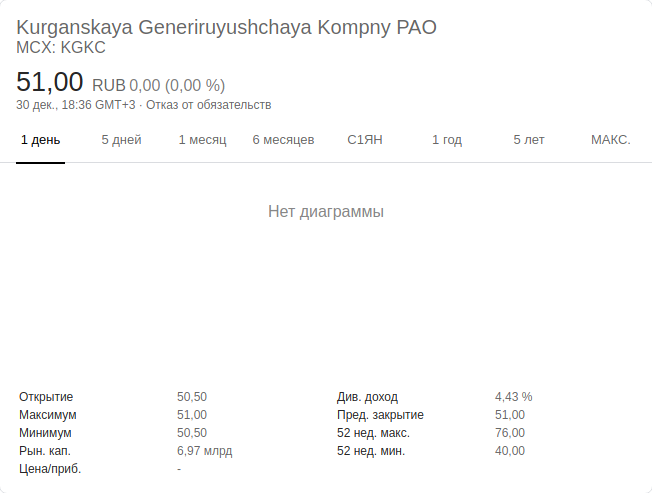 Kurganskaya Generiruyushchaya Kompny PAO
MCX: KGKC
51,00 RUB 0,00 (0,00 %)
30 дек., 18:36 GMT+3 · Отказ от обязательств
1 день 5 дней 1 месяц 6 месяцев С1ЯН 1 год 5 лет МАКС.
Нет диаграммы
Открытие 50,50 Див. доход 4,43 %
Максимум 51,00 Пред. закрытие 51,00
Минимум 50,50 52 нед. макс. 76,00
Рын. кап. 6,97 млрд 52 нед. мин. 40,00
Цена/приб. -